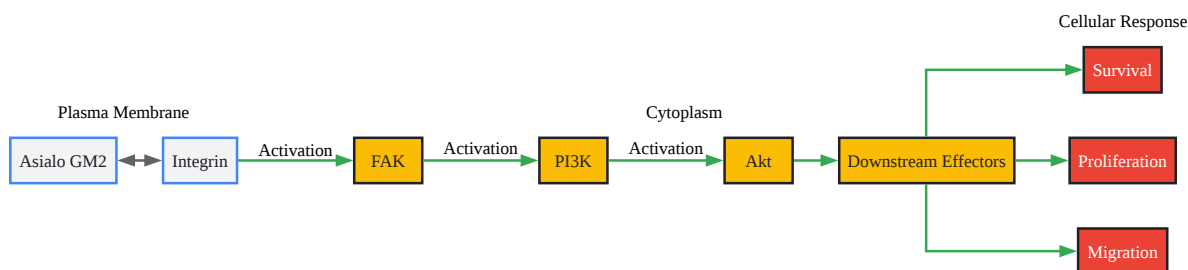 Cellular Response
Survival
Plasma Membrane
Cytoplasm
Asialo GM2
Integrin
Activation
FAK
Activation
PI3K
Activation
Akt
Downstream Effectors
Proliferation
Migration